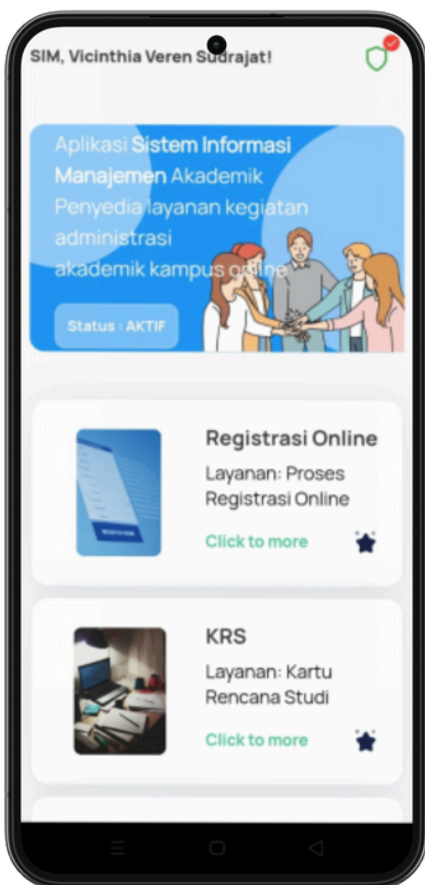 SIM, Vicinthia Veren Sudrajat!
Aplikasi Sistem Informasi
Manajemen Akademik
Penyedia layanan kegiatan
administrasi
akademik kampus online
Status : AKTIF
Registrasi Online
Layanan: Proses
Registrasi Online
Click to more
KRS
Layanan: Kartu
Rencana Studi
Click to more